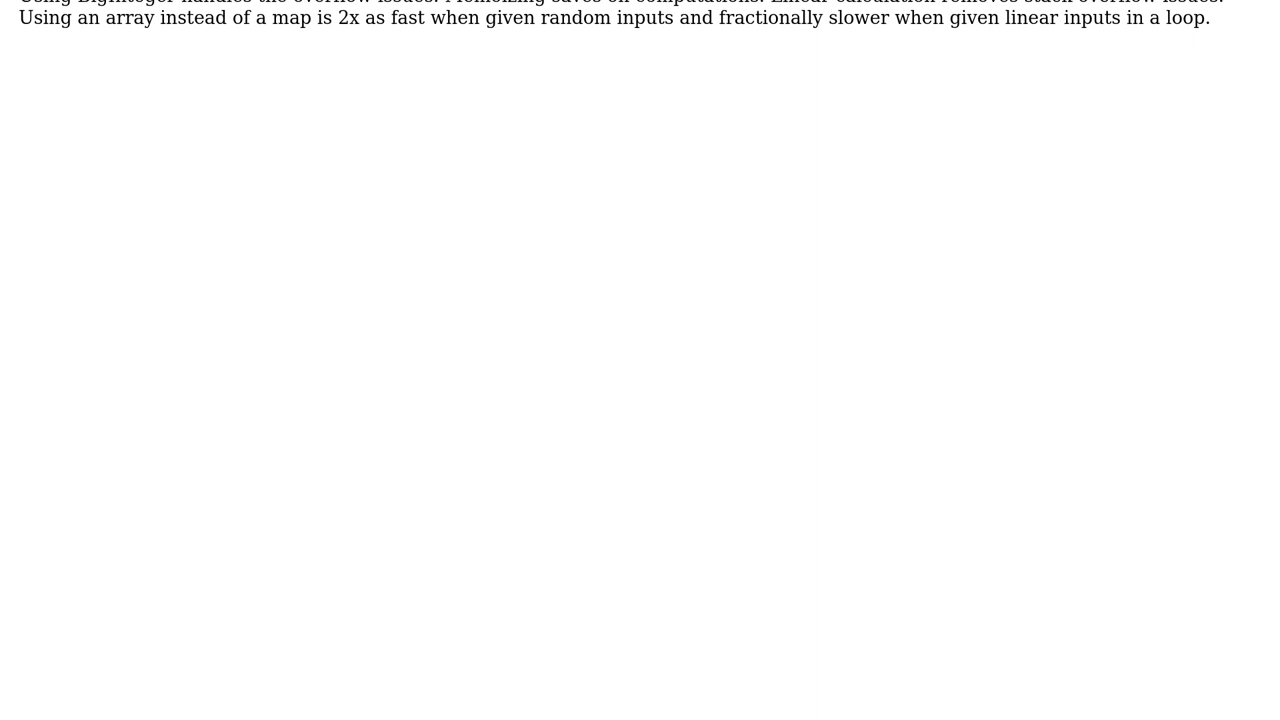 Using BigInteger handles the overflow issues. Memoizing saves on computations. Linear calculation removes stack overflow issues.
Using an array instead of a map is 2x as fast when given random inputs and fractionally slower when given linear inputs in a loop.